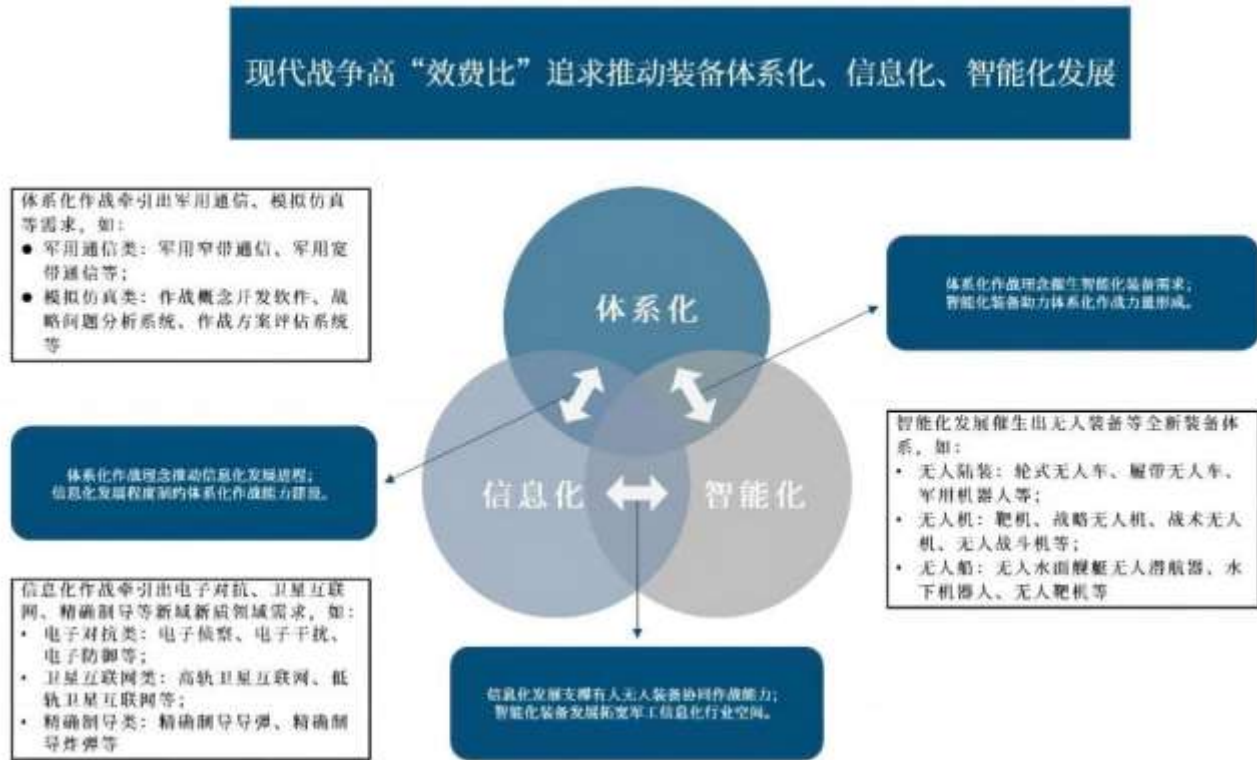 现代战争高“效费比”追求推动装备体系化、信息化、智能化发展
体系化作战牵引出军用通信、模拟仿真
等需求，如：
● 军用通信类：军用窄带通信、军用宽
带通信等；
● 模拟仿真类：作战概念开发软件、战
略问题分析系统、作战方案评估系统
等
体系化
体系化作战理念催生智能化装备需求；
智能化装备助力体系化作战力量形成。
体系化作战理念推动信息化发展进程；
信息化发展程度制约体系化作战能力建设。
信息化
智能化
智能化发展催生出无人装备等全新装备体
系，如：
• 无人陆装：轮式无人车、履带无人车、
军用机器人等；
• 无人机：靶机、战略无人机、战术无人
机、无人战斗机等；
• 无人船：无人水面舰艇无人潜航器、水
下机器人、无人靶机等
信息化作战牵引出电子对抗、卫星互联
网、精确制导等新域新质领域需求，如：
• 电子对抗类：电子侦察、电子干扰、
电子防御等；
• 卫星互联网类：高轨卫星互联网、低
轨卫星互联网等；
• 精确制导类：精确制导导弹、精确制
导炸弹等
信息化发展支撑有人无人装备协同作战能力；
智能化装备发展拓宽军工信息化行业空间。